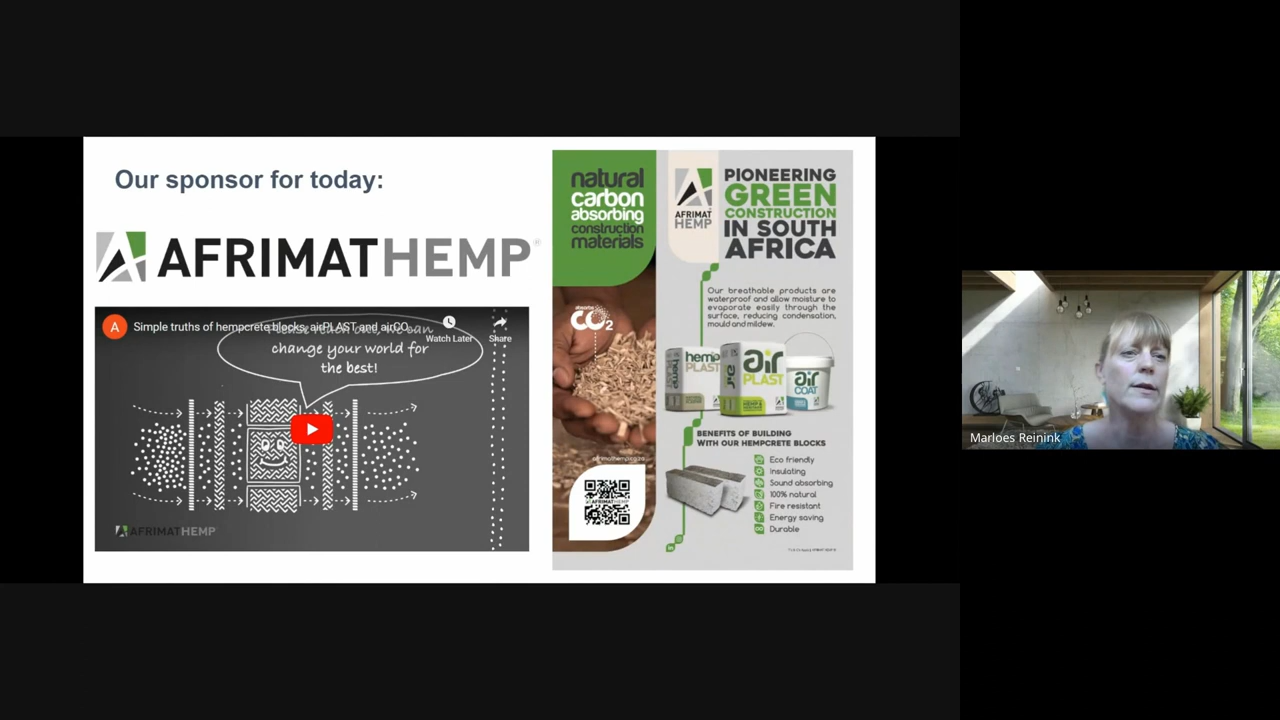 Our sponsor for today:
AFRIMATHEMP
Simple truths of hempcrete blocks, airPLAST and airCO
Watch Later
Share
change your world for
the best!
AFRIMATHEMP
natural
carbon
absorbing
construction
materials
absorbs
CO2
AFRIMAT
HEMP
PIONEERING
GREEN
CONSTRUCTION
IN SOUTH
AFRICA
Our breathable products are
waterproof and allow moisture to
evaporate easily through the
surface, reducing condensation,
mould and mildew.
hemp
PLAST
air
PLAST
air
COAT
BENEFITS OF BUILDING
WITH OUR HEMPCRETE BLOCKS
Eco friendly
Insulating
Sound absorbing
100% natural
Fire resistant
Energy saving
Durable
AFRIMATHEMP
Marloes Reinink